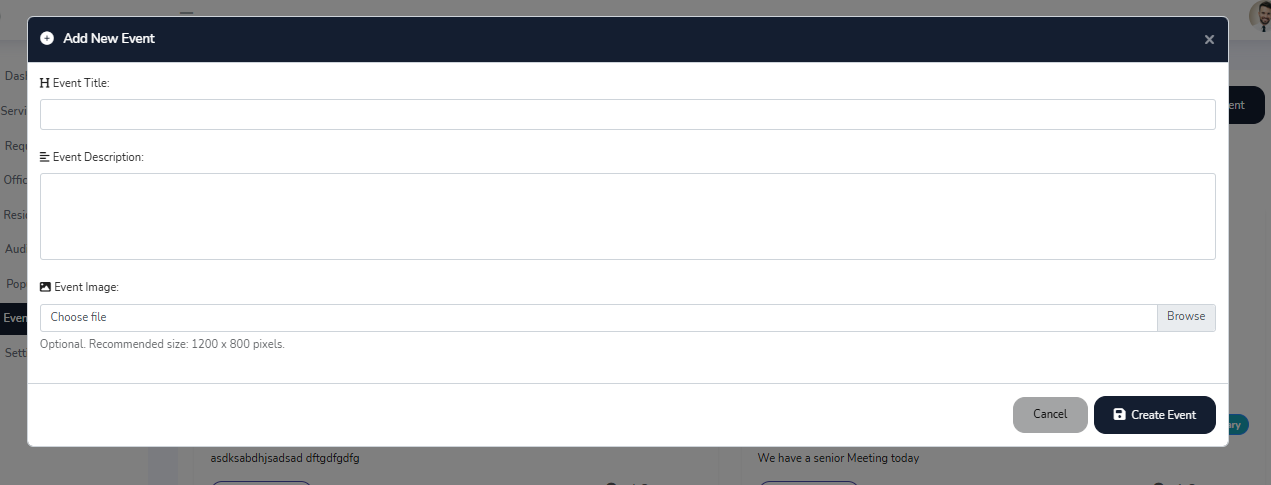 Add New Event
×
H Event Title:
Event Description:
Event Image:
Choose file
Browse
Optional. Recommended size: 1200 x 800 pixels.
Cancel
Create Event
asdksabdhjsadsad dftgdfgdfg
We have a senior Meeting today